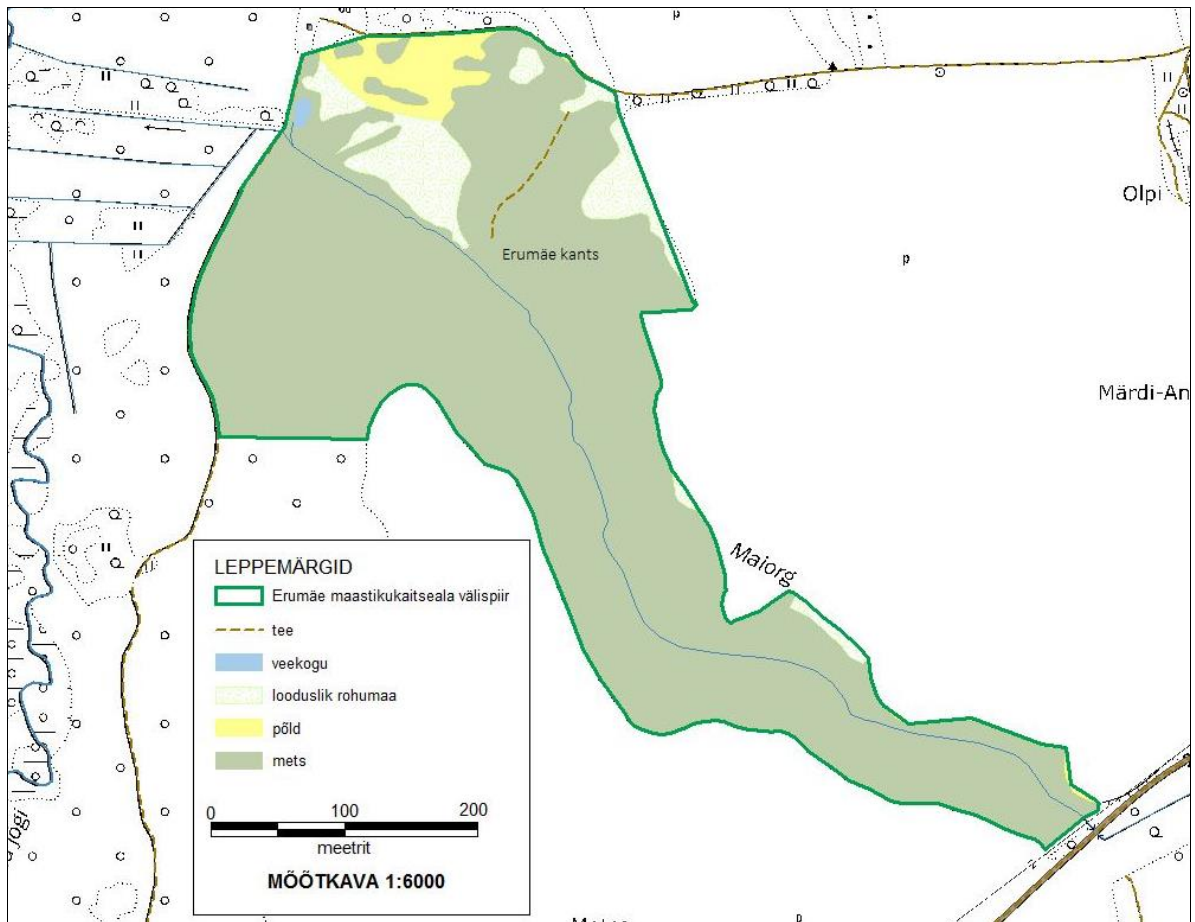 p
Olpi
Erumäe kants
p
Märdi-An
Maiorg
LEPPEMÄRGID
Erumäe maastikukaitseala välispiir
tee
veekogu
looduslik rohumaa
põld
mets
0 100 200
meetrit
MÕÕTKAVA 1:6000
jõgi
p